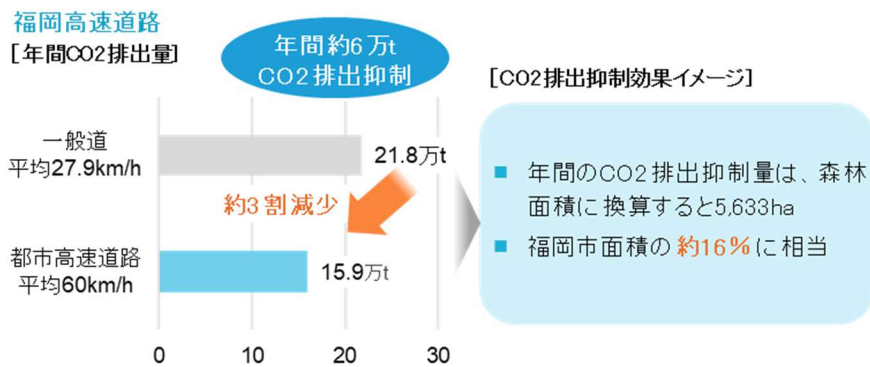 福岡高速道路
[年間CO2排出量]
年間約6万t
CO2排出抑制
一般道
平均27.9km/h
21.8万t
約3割減少
都市高速道路
平均60km/h
15.9万t
0 10 20 30
[CO2排出抑制効果イメージ]
■ 年間のCO2排出抑制量は、森林
面積に換算すると5,633ha
■ 福岡市面積の約16%に相当